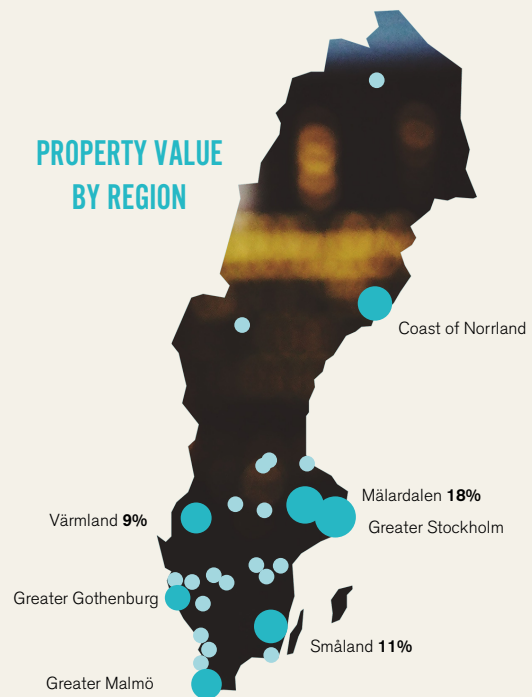 PROPERTY VALUE
BY REGION
Coast of Norrland
Mälardalen 18%
Värmland 9%
Greater Stockholm
Greater Gothenburg
Småland 11%
Greater Malmö